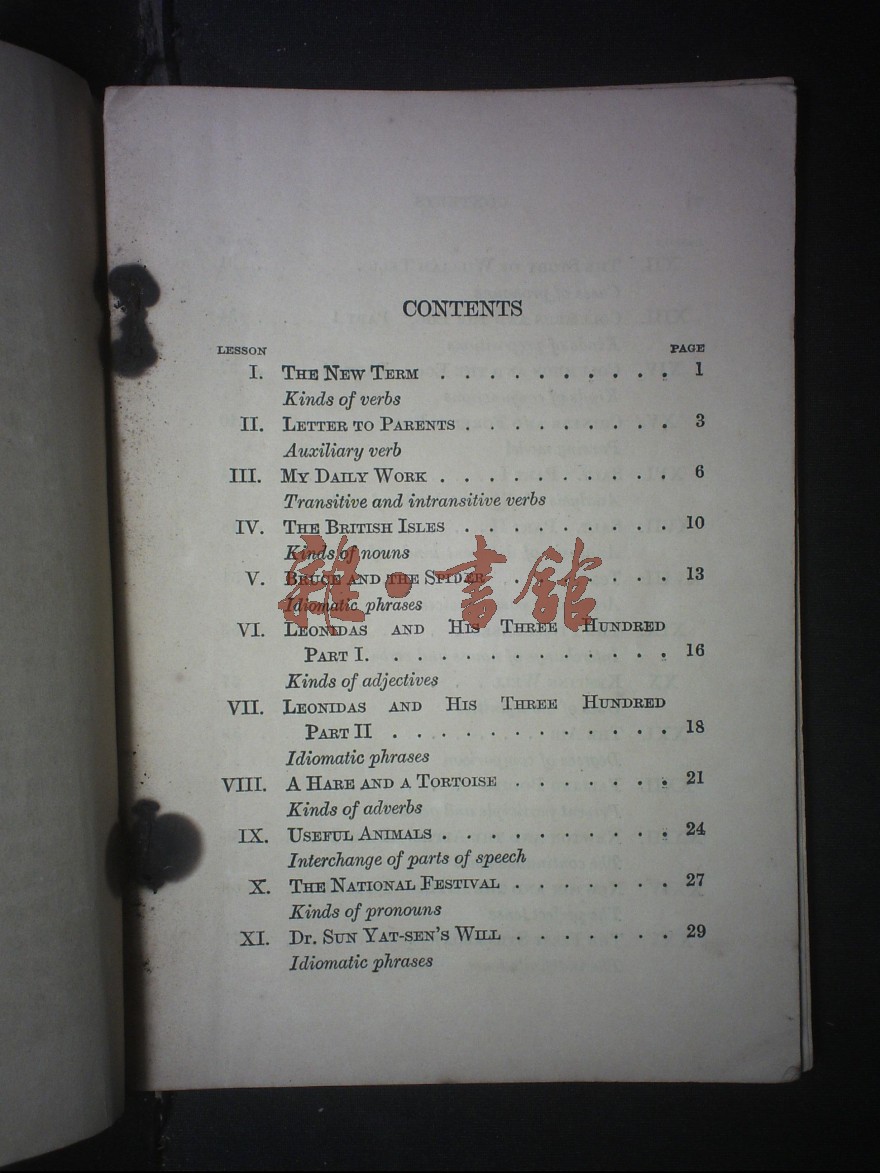 CONTENTS
LESSON PAGE
I. THE NEW TERM . . . . . . . . . . 1
Kinds of verbs
II. LETTER TO PARENTS . . . . . . . . . 3
Auxiliary verb
III. MY DAILY WORK . . . . . . . . . . 6
Transitive and intransitive verbs
IV. THE BRITISH ISLES . . . . . . . . 10
Kinds of nouns
V. BRUCE AND THE SPIDER . . . . . . . 13
Idiomatic phrases
VI. LEONIDAS AND HIS THREE HUNDRED
PART I. . . . . . . . . . . . . 16
Kinds of adjectives
VII. LEONIDAS AND HIS THREE HUNDRED
PART II . . . . . . . . . . . . 18
Idiomatic phrases
VIII. A HARE AND A TORTOISE . . . . . . . 21
Kinds of adverbs
IX. USEFUL ANIMALS . . . . . . . . . . 24
Interchange of parts of speech
X. THE NATIONAL FESTIVAL . . . . . . . 27
Kinds of pronouns
XI. DR. SUN YAT-SEN'S WILL . . . . . . . 29
Idiomatic phrases
雜·書館